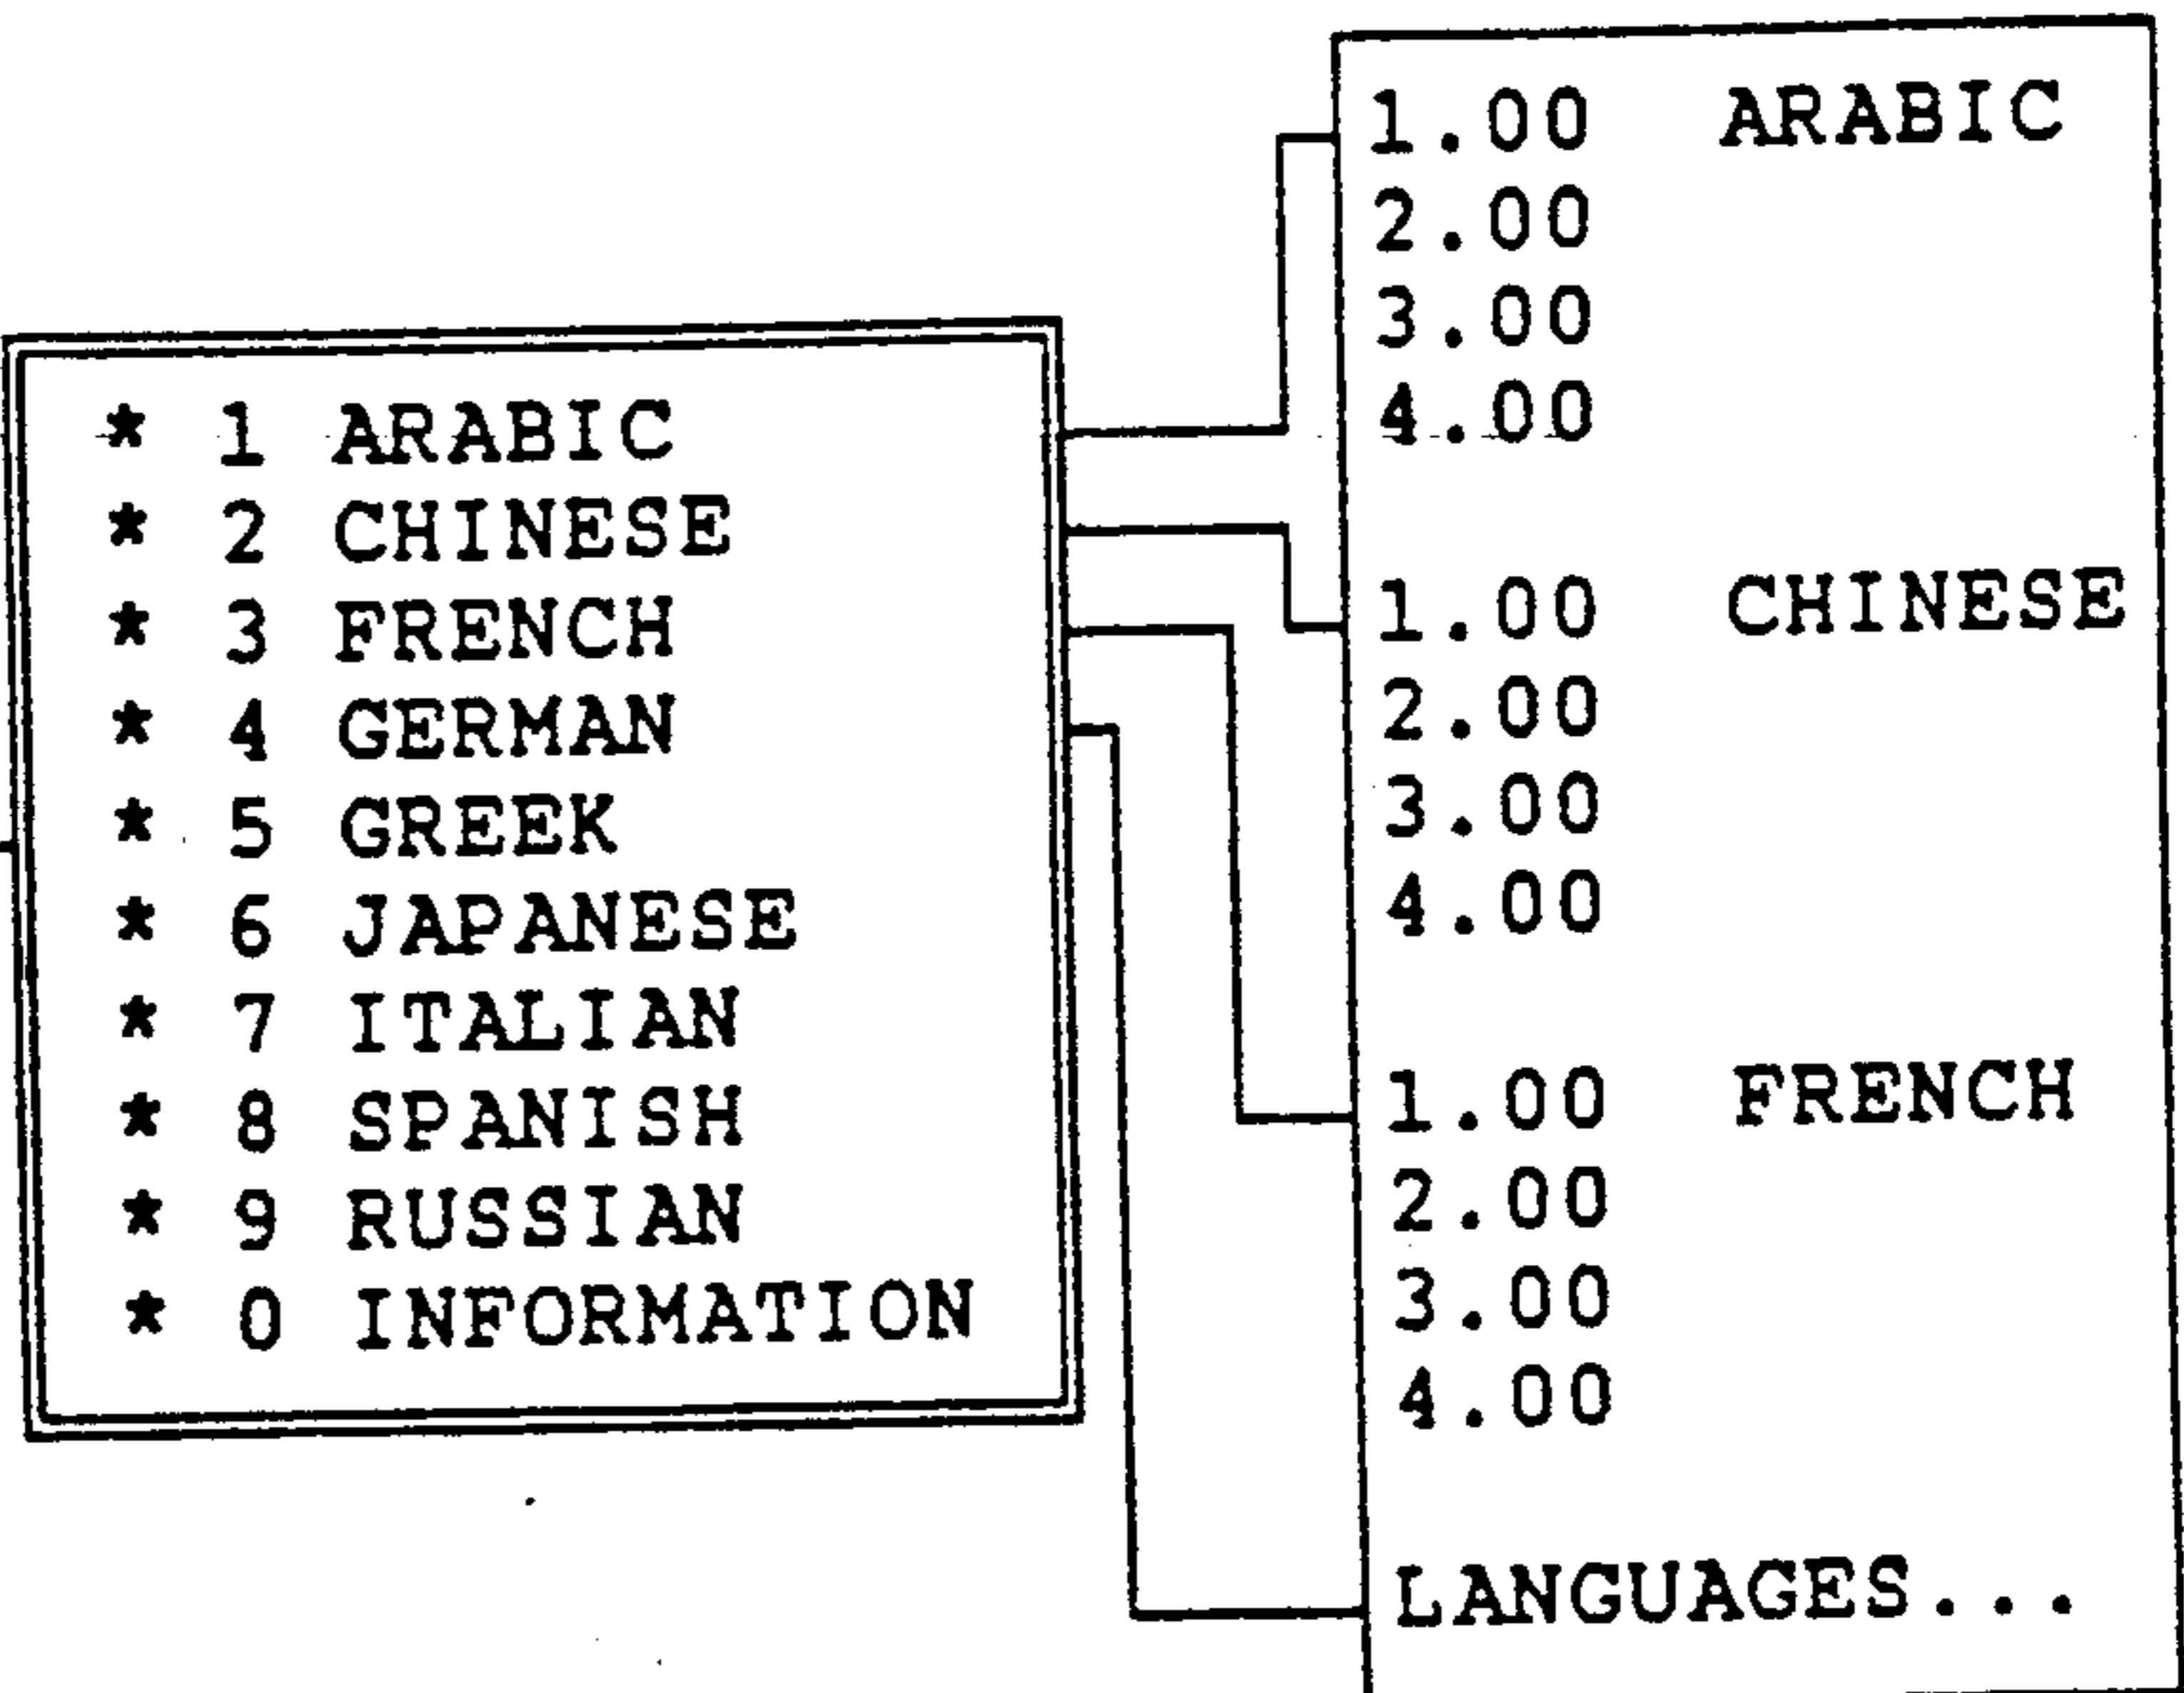 * 1 ARABIC
* 2 CHINESE
* 3 FRENCH
* 4 GERMAN
* 5 GREEK
* 6 JAPANESE
* 7 ITALIAN
* 8 SPANISH
* 9 RUSSIAN
* 0 INFORMATION
1.00 ARABIC
2.00
3.00
4.00
1.00 CHINESE
2.00
3.00
4.00
1.00 FRENCH
2.00
3.00
4.00
LANGUAGES...